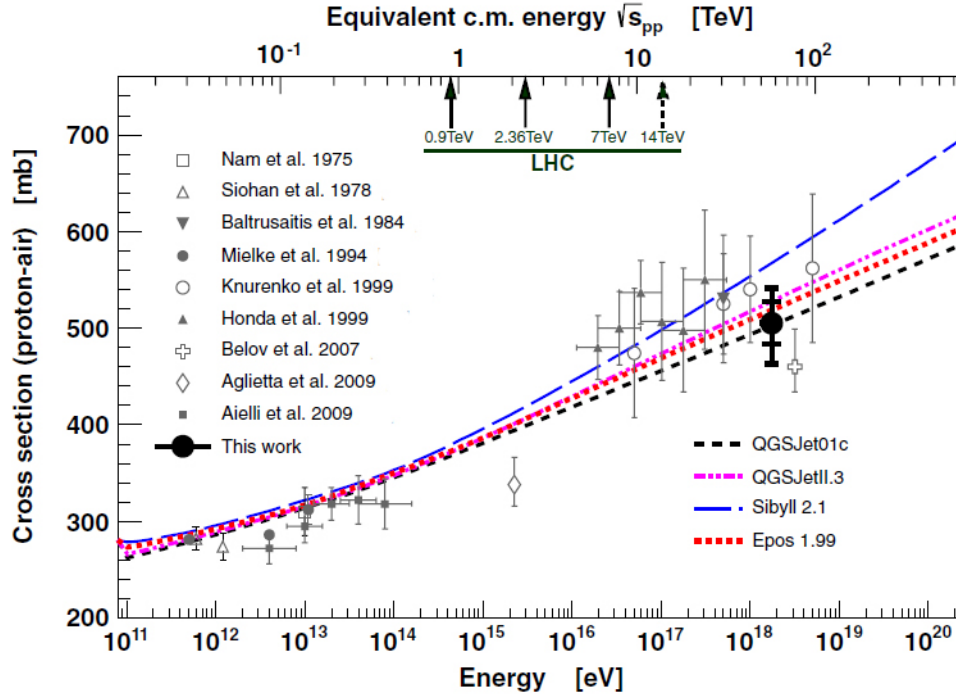 Equivalent c.m. energy √s_pp [TeV]
10^-1 1 10 10^2
0.9TeV 2.36TeV 7TeV 14TeV
LHC
Cross section (proton-air) [mb]
700
600
500
400
300
200
Nam et al. 1975
Siohan et al. 1978
Baltrusaitis et al. 1984
Mielke et al. 1994
Knurenko et al. 1999
Honda et al. 1999
Belov et al. 2007
Aglietta et al. 2009
Aielli et al. 2009
This work
QGSJet01c
QGSJetII.3
Sibyll 2.1
Epos 1.99
10^11 10^12 10^13 10^14 10^15 10^16 10^17 10^18 10^19 10^20
Energy [eV]